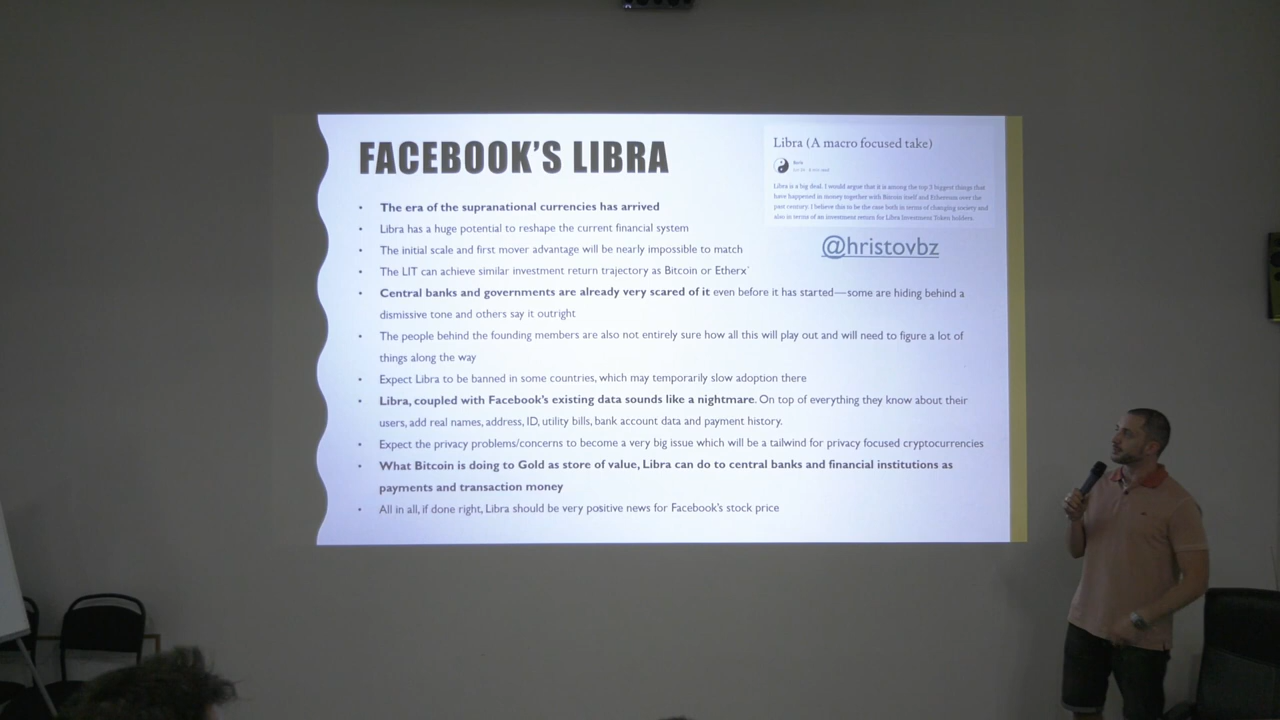 FACEBOOK'S LIBRA
• The era of the supranational currencies has arrived
• Libra has a huge potential to reshape the current financial system
• The initial scale and first mover advantage will be nearly impossible to match
• The LIT can achieve similar investment return trajectory as Bitcoin or Etherx
• Central banks and governments are already very scared of it even before it has started—some are hiding behind a
dismissive tone and others say it outright
• The people behind the founding members are also not entirely sure how all this will play out and will need to figure a lot of
things along the way
• Expect Libra to be banned in some countries, which may temporarily slow adoption there
• Libra, coupled with Facebook's existing data sounds like a nightmare. On top of everything they know about their
users, add real names, address, ID, utility bills, bank account data and payment history.
• Expect the privacy problems/concerns to become a very big issue which will be a tailwind for privacy focused cryptocurrencies
• What Bitcoin is doing to Gold as store of value, Libra can do to central banks and financial institutions as
payments and transaction money
• All in all, if done right, Libra should be very positive news for Facebook's stock price
Libra (A macro focused take)
Libra is a big deal. I would argue that it is among the top 3 biggest things that
have happened in money together with Bitcoin itself and Ethereum over the
past century. I believe this to be the case both in terms of changing society and
also in terms of an investment return for Libra Investment Token holders.
@hristovbz